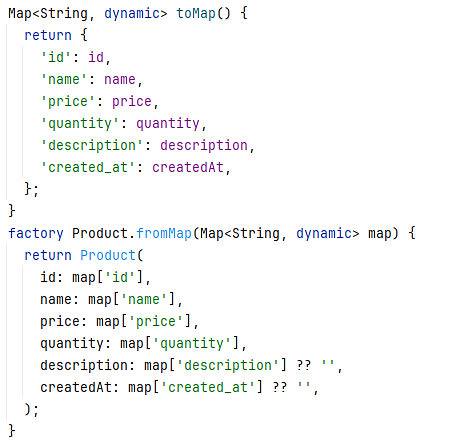 Map<String, dynamic> toMap() {
  return {
    'id': id,
    'name': name,
    'price': price,
    'quantity': quantity,
    'description': description,
    'created_at': createdAt,
  };
}
factory Product.fromMap(Map<String, dynamic> map) {
  return Product(
    id: map['id'],
    name: map['name'],
    price: map['price'],
    quantity: map['quantity'],
    description: map['description'] ?? '',
    createdAt: map['created_at'] ?? '',
  );
}